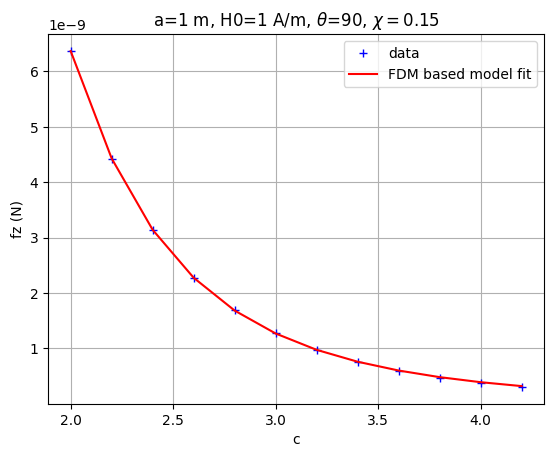 a=1 m, H0=1 A/m, θ=90, χ = 0.15
1e−9
data
FDM based model fit
6
5
4
3
2
1
fz (N)
2.0 2.5 3.0 3.5 4.0
c